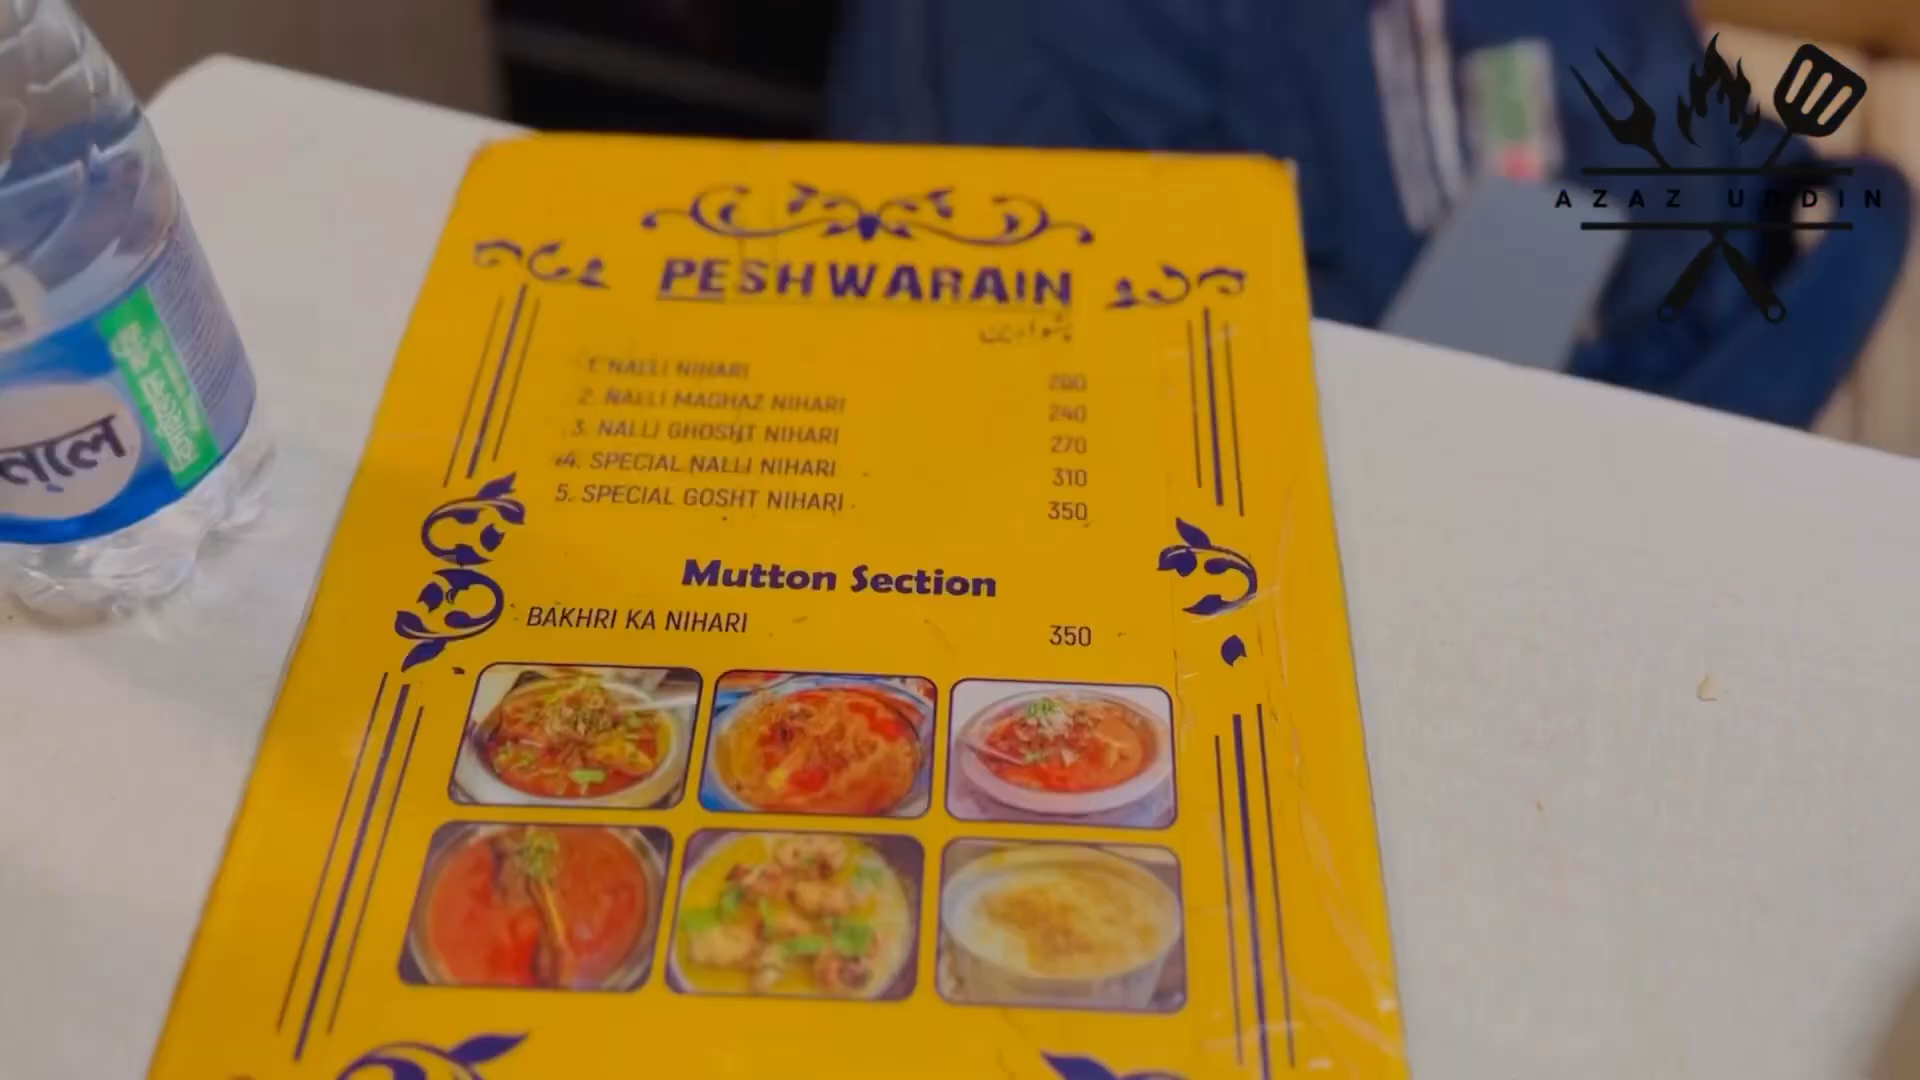 AZAZ UDDIN
PESHWARAIN
1. NALLI NIHARI 200
2. NALLI MAGHAZ NIHARI 240
3. NALLI GHOSHT NIHARI 270
4. SPECIAL NALLI NIHARI 310
5. SPECIAL GOSHT NIHARI 350
Mutton Section
BAKHRI KA NIHARI 350